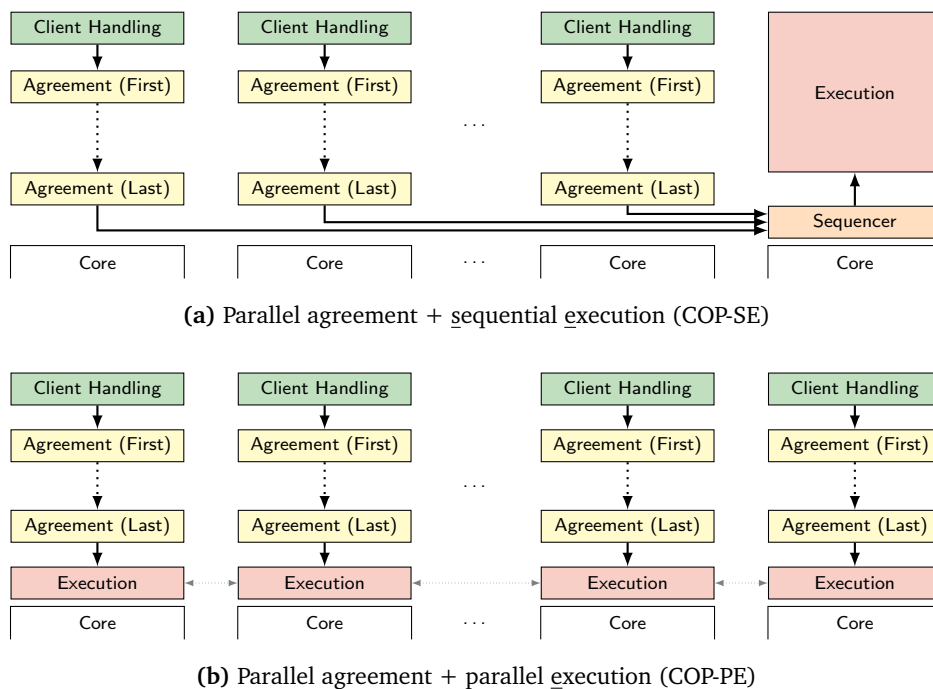 Client Handling Client Handling Client Handling
Agreement (First) Agreement (First) Agreement (First) Execution
. . .
Agreement (Last) Agreement (Last) Agreement (Last)
Sequencer
Core Core . . . Core Core
(a) Parallel agreement + sequential execution (COP-SE)
Client Handling Client Handling Client Handling Client Handling
Agreement (First) Agreement (First) Agreement (First) Agreement (First)
. . .
Agreement (Last) Agreement (Last) Agreement (Last) Agreement (Last)
Execution Execution Execution Execution
Core Core . . . Core Core
(b) Parallel agreement + parallel execution (COP-PE)